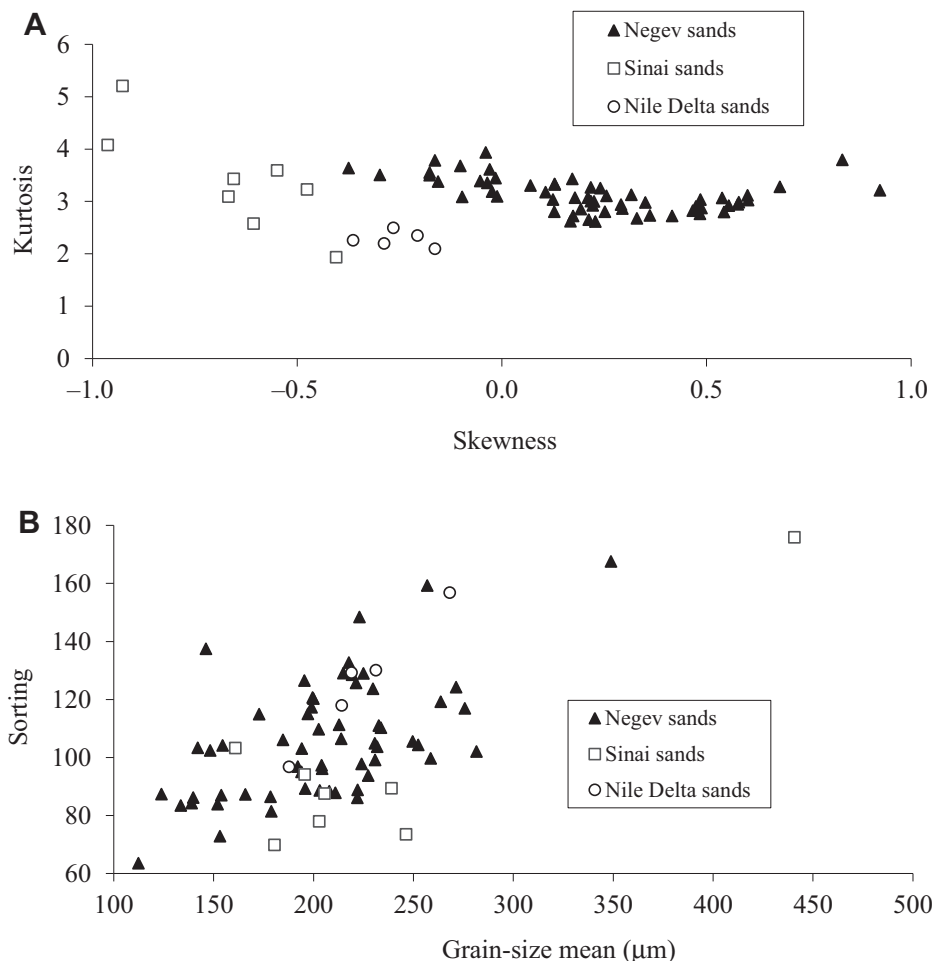 A
Negev sands
Sinai sands
Nile Delta sands
6
5
4
3
2
1
0
Kurtosis
–1.0 –0.5 0.0 0.5 1.0
Skewness
B
180
160
140
120
100
80
60
Sorting
Negev sands
Sinai sands
Nile Delta sands
100 150 200 250 300 350 400 450 500
Grain-size mean (μm)